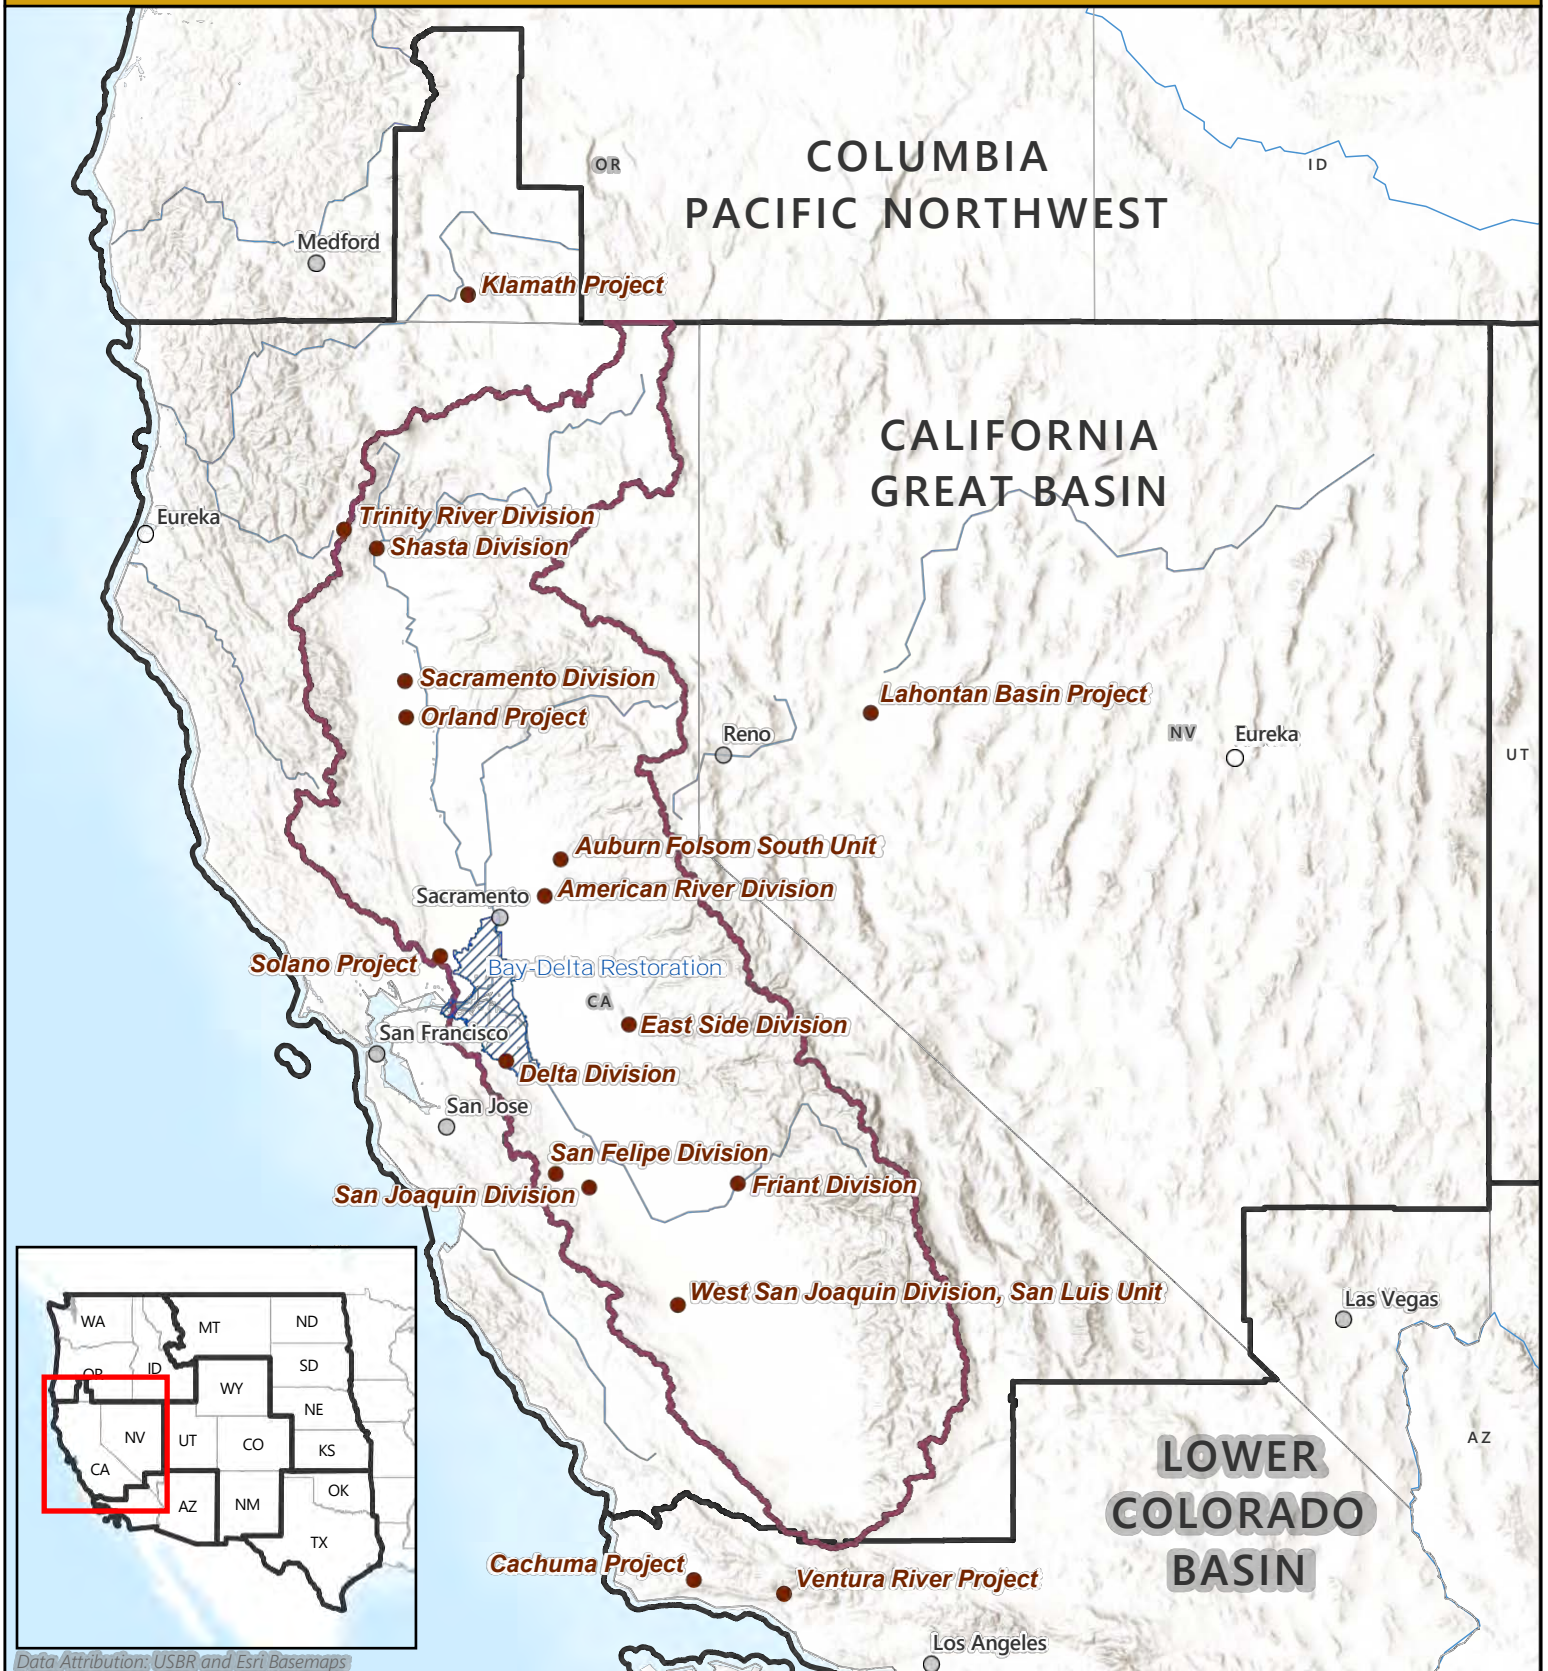 COLUMBIA
PACIFIC NORTHWEST
OR
ID
Medford
Klamath Project
CALIFORNIA
GREAT BASIN
Eureka
Trinity River Division
Shasta Division
Sacramento Division
Orland Project
Lahontan Basin Project
Reno
NV
Eureka
UT
Auburn Folsom South Unit
American River Division
Sacramento
Solano Project
Bay-Delta Restoration
CA
East Side Division
San Francisco
Delta Division
San Jose
San Felipe Division
San Joaquin Division
Friant Division
West San Joaquin Division, San Luis Unit
Las Vegas
AZ
LOWER
COLORADO
BASIN
Cachuma Project
Ventura River Project
Los Angeles
WA
MT
ND
OR
ID
SD
WY
NE
NV
UT
CO
KS
CA
AZ
NM
OK
TX
Data Attribution: USBR and Esri Basemaps